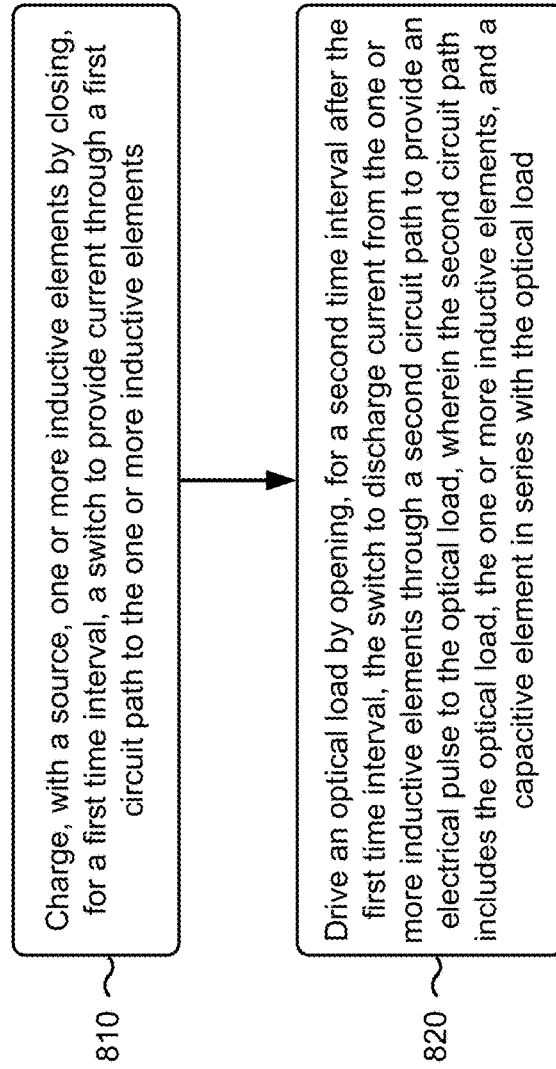 810
Charge, with a source, one or more inductive elements by closing,
for a first time interval, a switch to provide current through a first
circuit path to the one or more inductive elements
820
Drive an optical load by opening, for a second time interval after the
first time interval, the switch to discharge current from the one or
more inductive elements through a second circuit path to provide an
electrical pulse to the optical load, wherein the second circuit path
includes the optical load, the one or more inductive elements, and a
capacitive element in series with the optical load